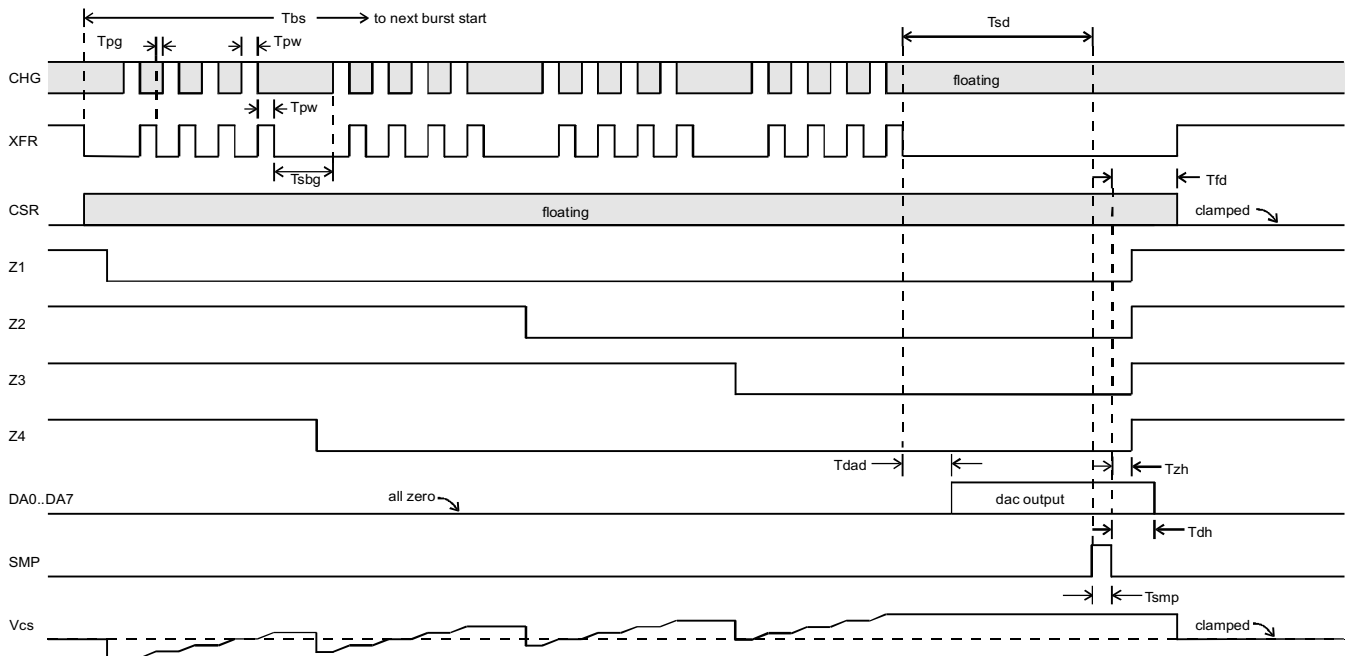 Tbs
to next burst start
Tsd
Tpg
Tpw
CHG
floating
Tpw
XFR
Tsbg
Tfd
CSR
floating
clamped
Z1
Z2
Z3
Z4
Tdad
Tzh
DA0..DA7
all zero
dac output
Tdh
SMP
Tsmp
Vcs
clamped